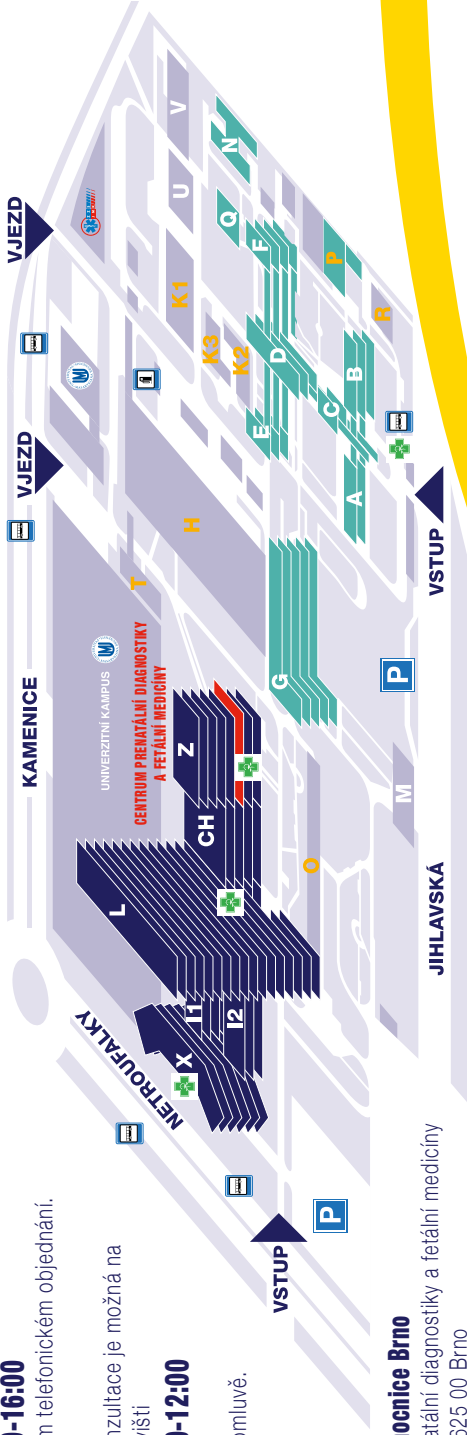 0-16:00
m telefonickém objednání.
nzultace je možná na
višti
0-12:00
omluvě.
ocnice Brno
atální diagnostiky a fetální medicíny
625 00 Brno
KAMENICE
VJEZD
VJEZD
NETROUFALKY
UNIVERZITNÍ KAMPUS
CENTRUM PRENATÁLNÍ DIAGNOSTIKY
A FETÁLNÍ MEDICÍNY
X
I1
I2
L
CH
Z
T
H
K1
K3
K2
U
V
Q
N
F
E
D
C
G
O
A
B
P
R
M
P
P
VSTUP
VSTUP
JIHLAVSKÁ